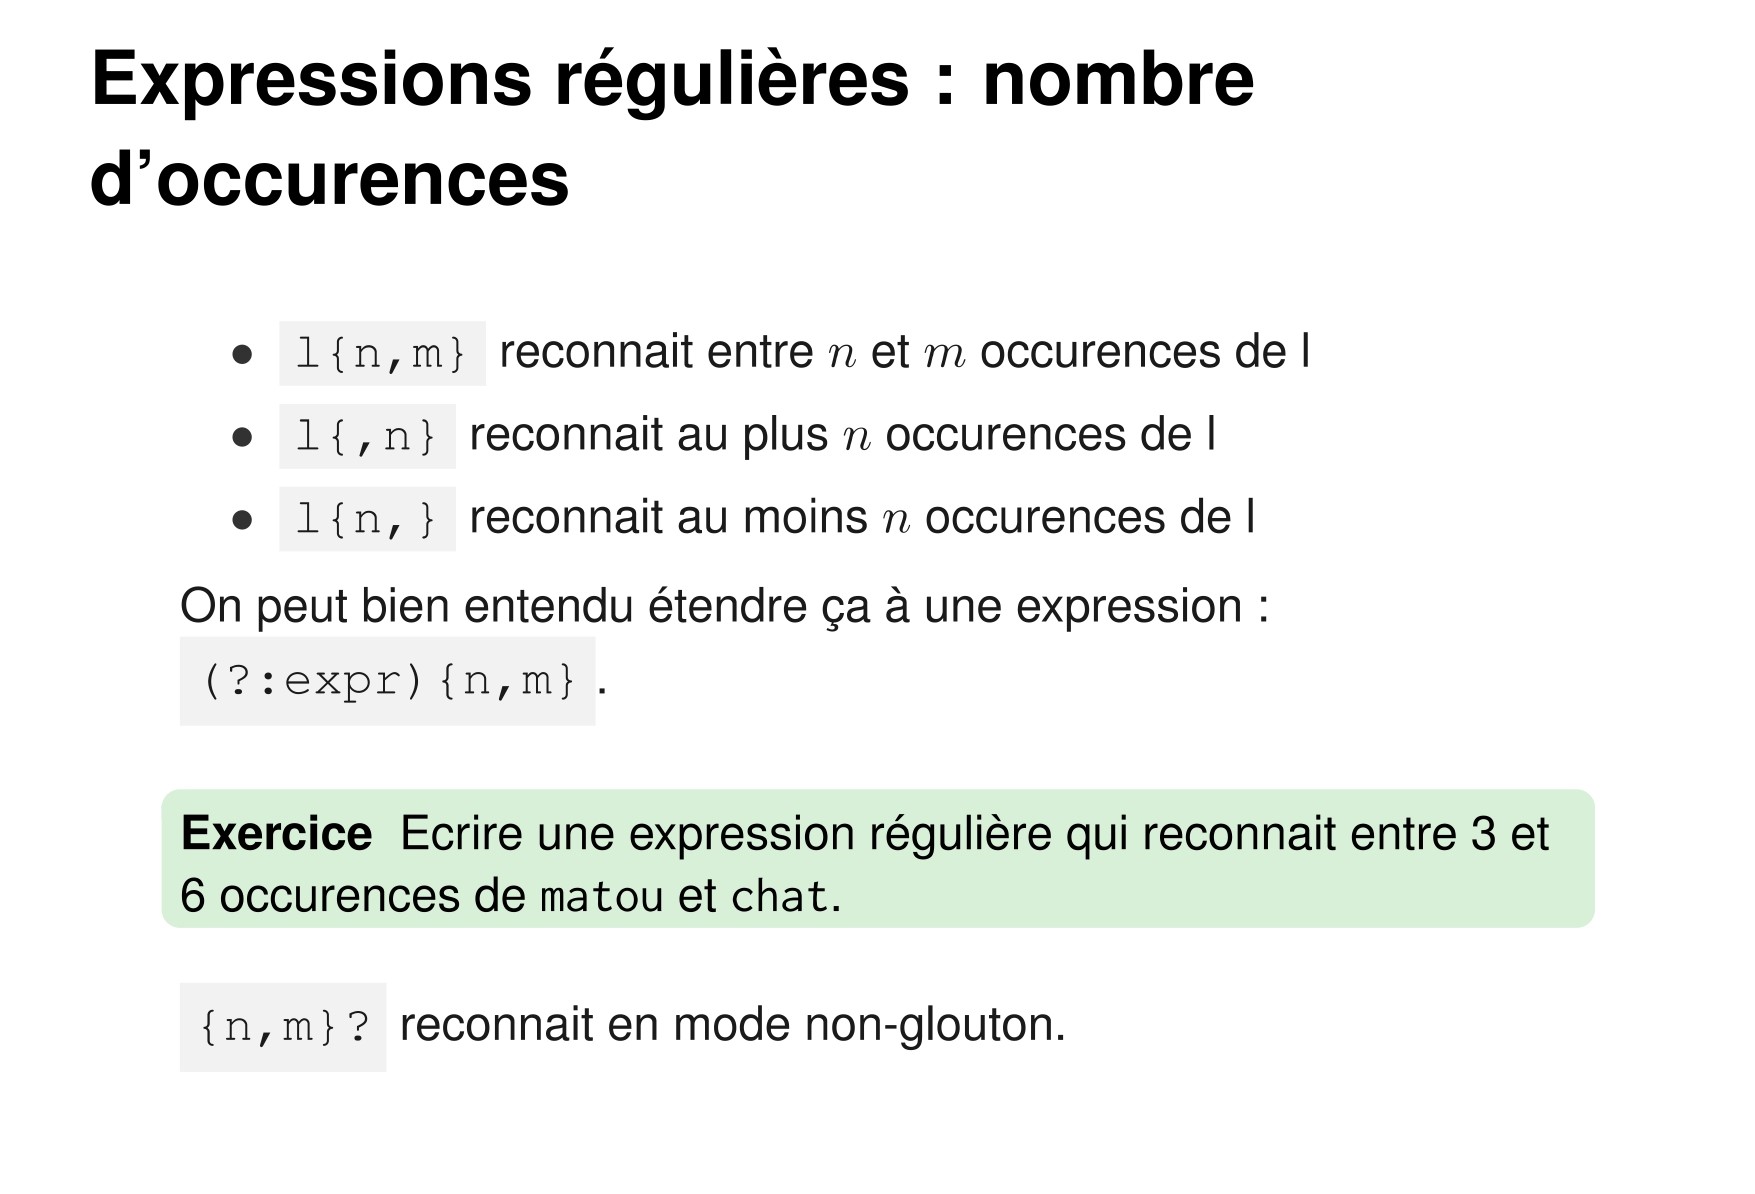 Expressions régulières : nombre
d’occurences
• l{n,m} reconnait entre n et m occurences de l
• l{,n} reconnait au plus n occurences de l
• l{n,} reconnait au moins n occurences de l
On peut bien entendu étendre ça à une expression :
(?:expr){n,m}.
Exercice Ecrire une expression régulière qui reconnait entre 3 et
6 occurences de matou et chat.
{n,m}? reconnait en mode non-glouton.